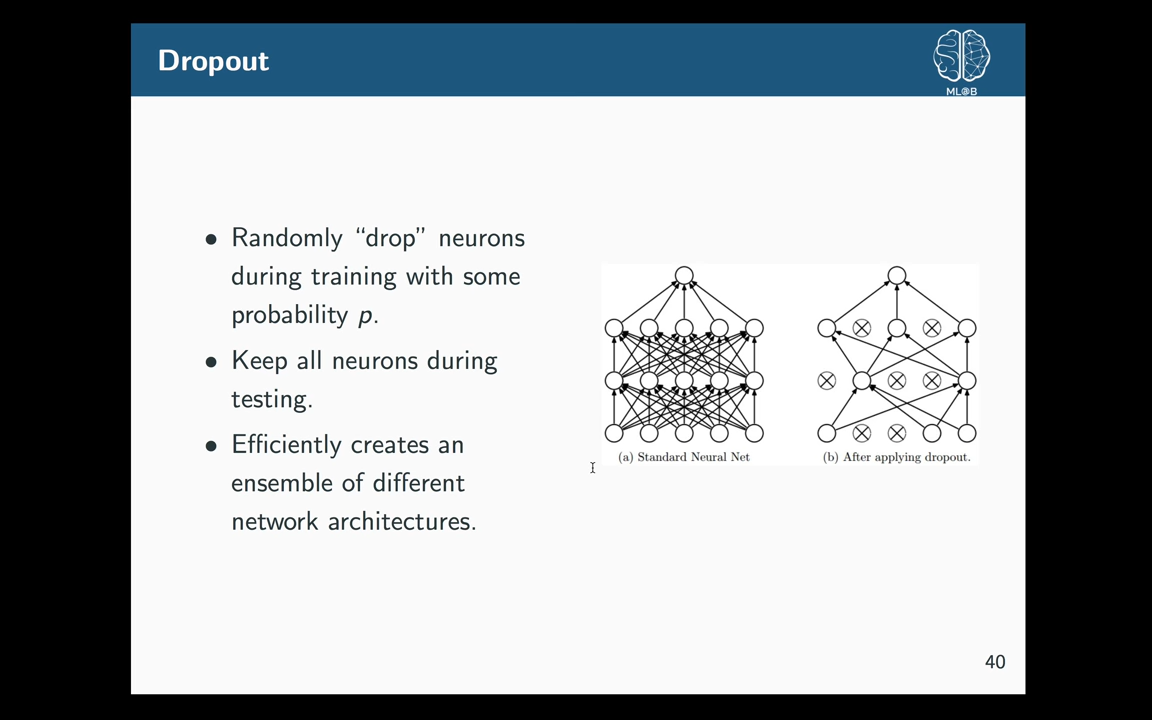 Dropout
ML@B
• Randomly “drop” neurons
during training with some
probability p.
• Keep all neurons during
testing.
• Efficiently creates an
ensemble of different
network architectures.
(a) Standard Neural Net
(b) After applying dropout.
40